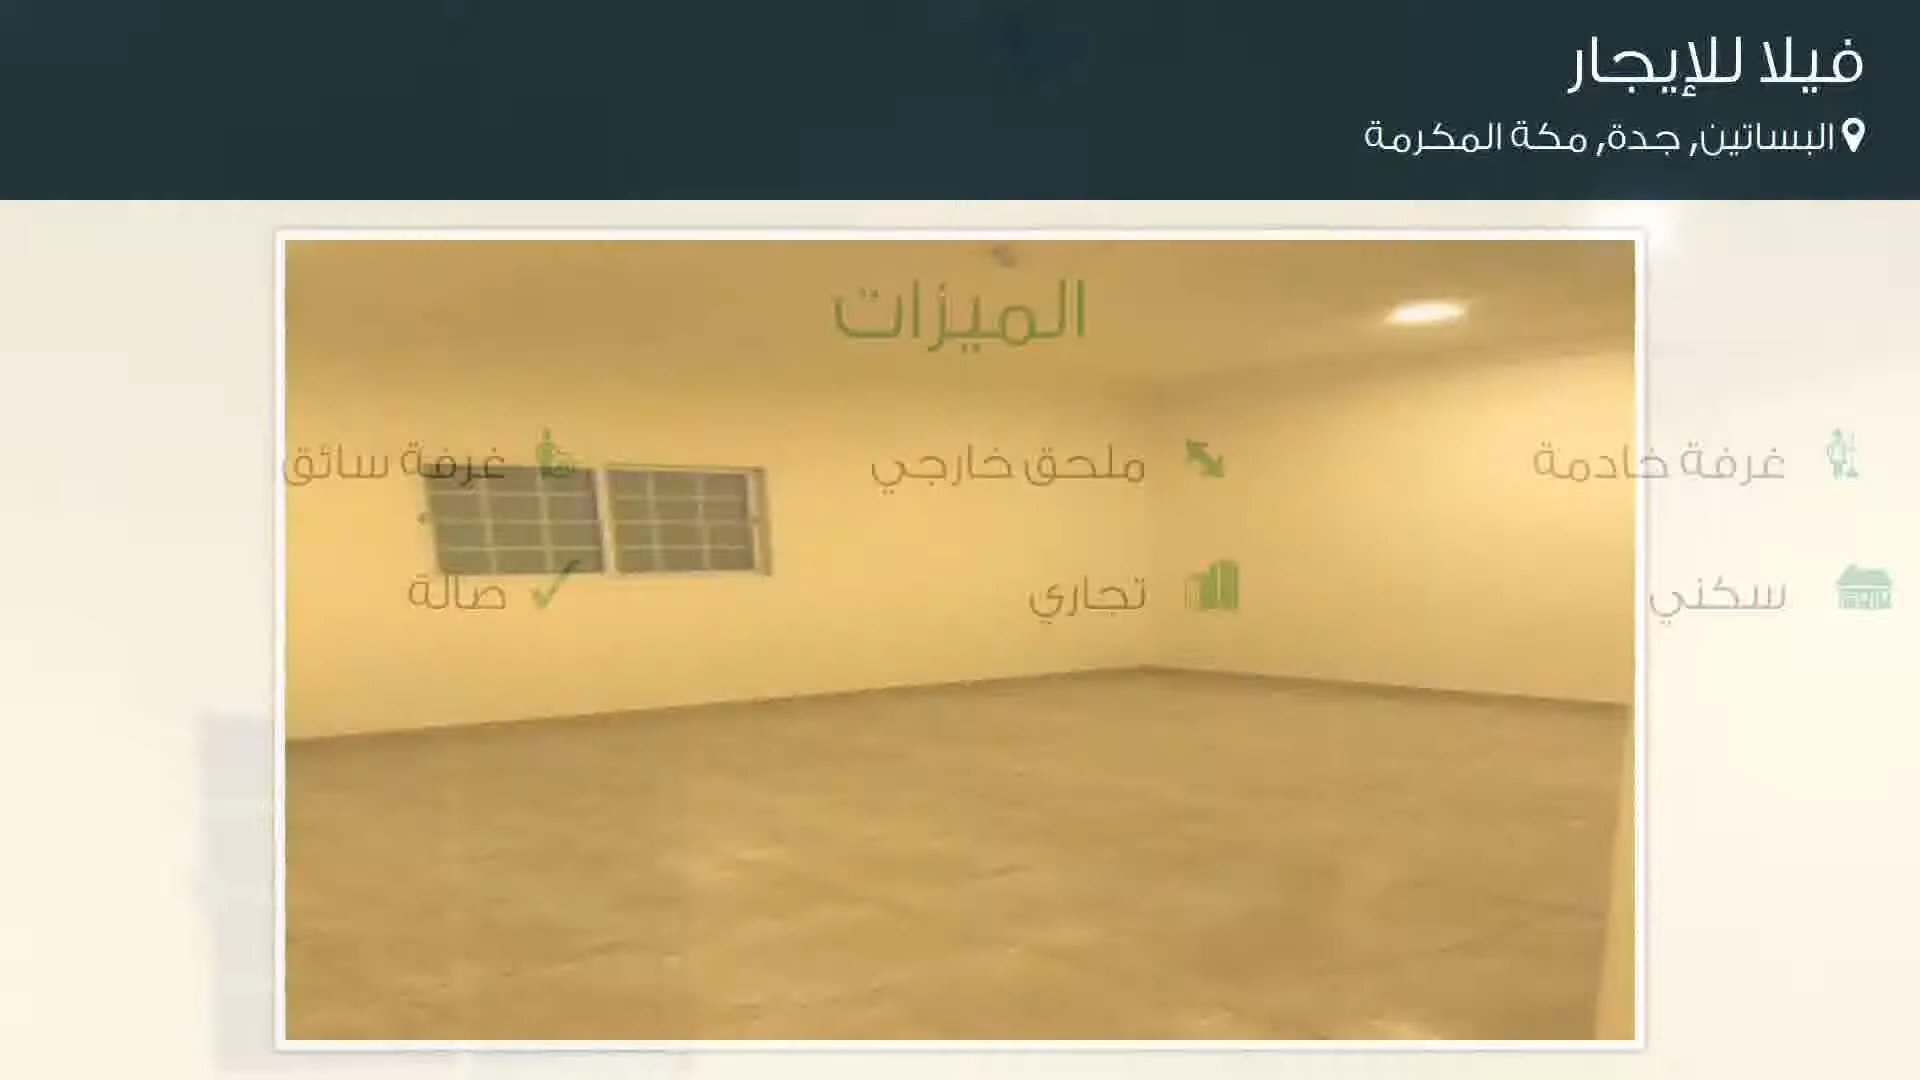 فيلا للإيجار
البساتين, جدة, مكة المكرمة
الميزات
غرفة خادمة
ملحق خارجي
غرفة سائق
سكني
تجاري
صالة